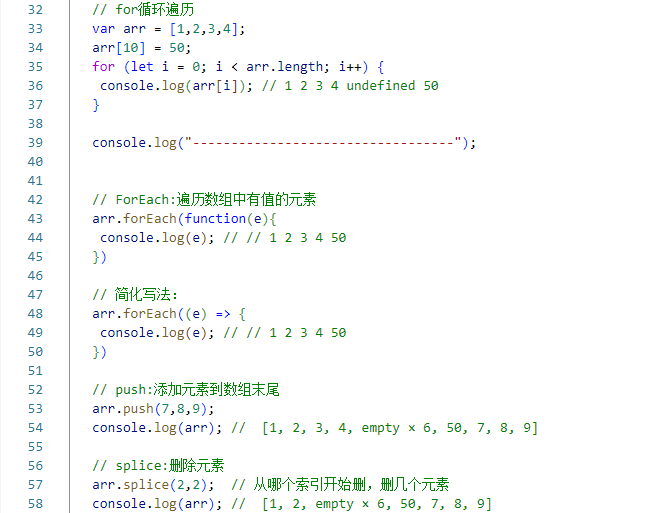 32 // for循环遍历
33 var arr = [1,2,3,4];
34 arr[10] = 50;
35 for (let i = 0; i < arr.length; i++) {
36  console.log(arr[i]); // 1 2 3 4 undefined 50
37 }
38
39 console.log("----------------------------------");
40
41
42 // ForEach:遍历数组中有值的元素
43 arr.forEach(function(e){
44  console.log(e); // // 1 2 3 4 50
45 })
46
47 // 简化写法：
48 arr.forEach((e) => {
49  console.log(e); // // 1 2 3 4 50
50 })
51
52 // push:添加元素到数组末尾
53 arr.push(7,8,9);
54 console.log(arr); //  [1, 2, 3, 4, empty × 6, 50, 7, 8, 9]
55
56 // splice:删除元素
57 arr.splice(2,2)  // 从哪个索引开始删，删几个元素
58 console.log(arr); //  [1, 2, empty × 6, 50, 7, 8, 9]